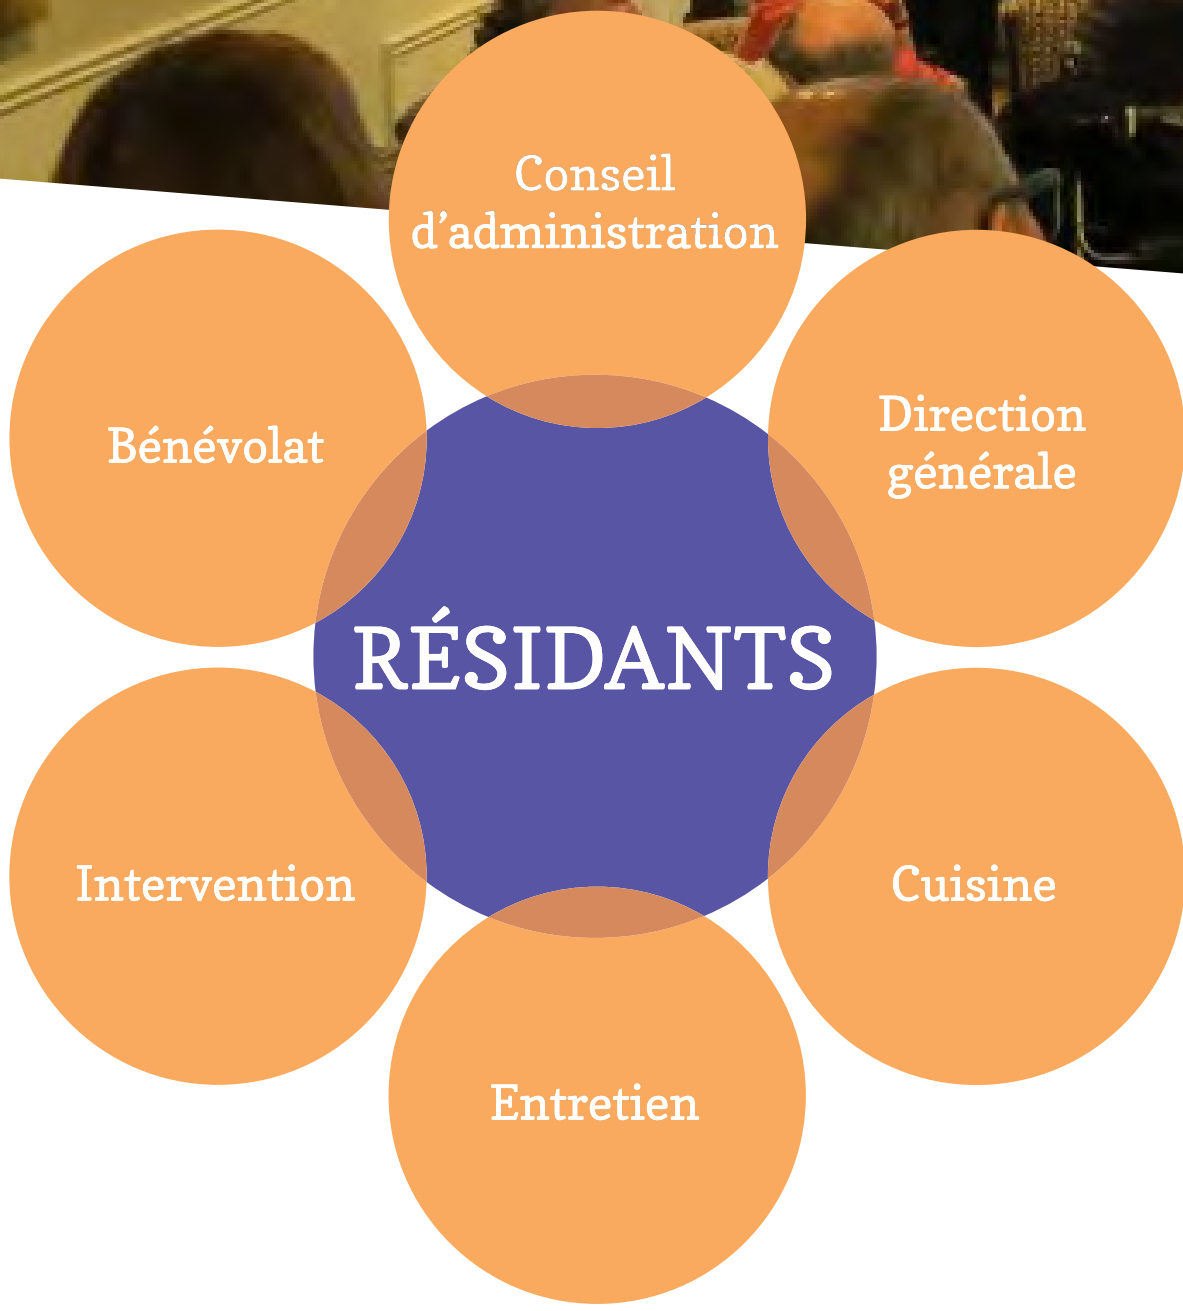 Conseil
d’administration
Direction
générale
Bénévolat
RÉSIDANTS
Intervention
Cuisine
Entretien